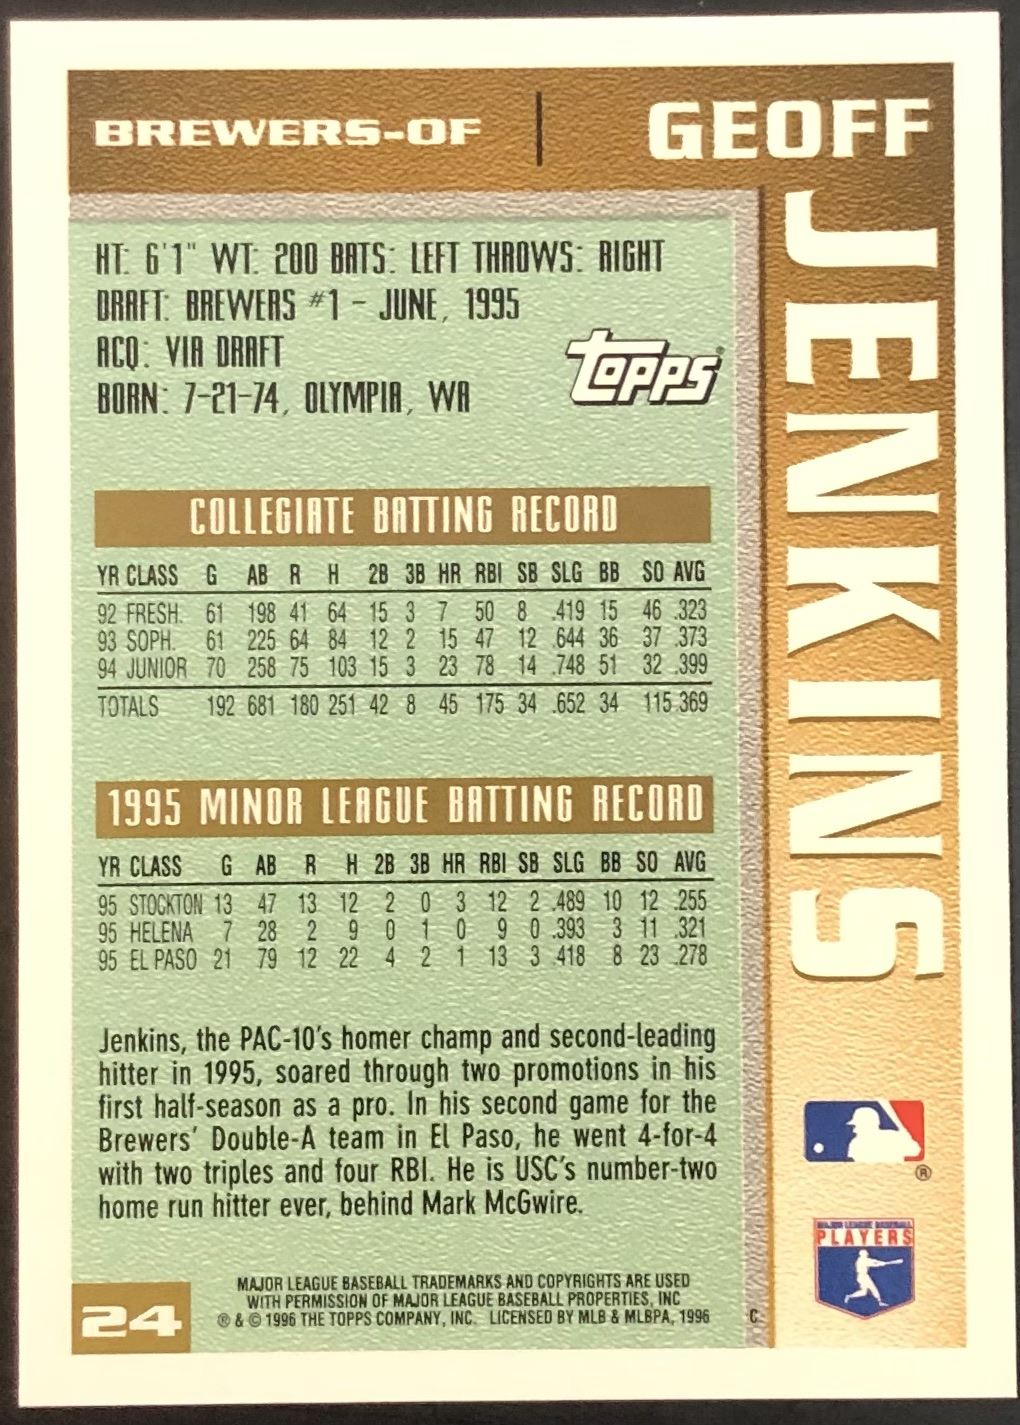 BREWERS-OF GEOFF
JENKINS
HT: 6'1" WT: 200 BATS: LEFT THROWS: RIGHT
DRAFT: BREWERS #1 - JUNE, 1995
ACQ: VIA DRAFT
BORN: 7-21-74, OLYMPIA, WA
Topps®
COLLEGIATE BATTING RECORD
YR CLASS G AB R H 2B 3B HR RBI SB SLG BB SO AVG
92 FRESH. 61 198 41 64 15 3 7 50 8 .419 15 46 .323
93 SOPH. 61 225 64 84 12 2 15 47 12 .644 36 37 .373
94 JUNIOR 70 258 75 103 15 3 23 78 14 .748 51 32 .399
TOTALS 192 681 180 251 42 8 45 175 34 .652 34 115 .369
1995 MINOR LEAGUE BATTING RECORD
YR CLASS G AB R H 2B 3B HR RBI SB SLG BB SO AVG
95 STOCKTON 13 47 13 12 2 0 3 12 2 .489 10 12 .255
95 HELENA 7 28 2 9 0 1 0 9 0 .393 3 11 .321
95 EL PASO 21 79 12 22 4 2 1 13 3 .418 8 23 .278
Jenkins, the PAC-10's homer champ and second-leading
hitter in 1995, soared through two promotions in his
first half-season as a pro. In his second game for the
Brewers' Double-A team in El Paso, he went 4-for-4
with two triples and four RBI. He is USC's number-two
home run hitter ever, behind Mark McGwire.
®
MAJOR LEAGUE BASEBALL
PLAYERS
24
MAJOR LEAGUE BASEBALL TRADEMARKS AND COPYRIGHTS ARE USED
WITH PERMISSION OF MAJOR LEAGUE BASEBALL PROPERTIES, INC
® & © 1996 THE TOPPS COMPANY, INC. LICENSED BY MLB & MLBPA, 1996 C